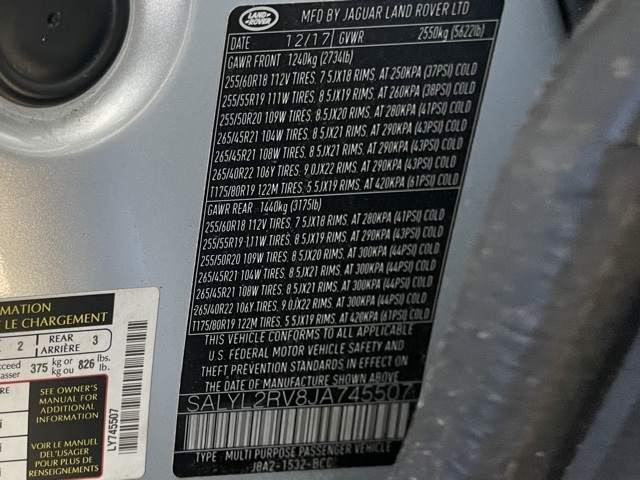 LAND ROVER
MFD BY JAGUAR LAND ROVER LTD
DATE 12/17 GVWR 2550kg (5622lb)
GAWR FRONT 1240kg (2734lb)
255/60R18 112V TIRES, 7.5JX18 RIMS, AT 250KPA (37PSI) COLD
255/55R19 111W TIRES, 8.5JX19 RIMS, AT 260KPA (38PSI) COLD
255/50R20 109W TIRES, 8.5JX20 RIMS, AT 280KPA (41PSI) COLD
265/45R21 104W TIRES, 8.5JX21 RIMS, AT 290KPA (43PSI) COLD
265/45R21 108W TIRES, 8.5JX21 RIMS, AT 290KPA (43PSI) COLD
265/40R22 106Y TIRES, 9.0JX22 RIMS, AT 290KPA (43PSI) COLD
T175/80R19 122M TIRES, 5.5JX19 RIMS, AT 420KPA (61PSI) COLD
GAWR REAR 1440kg (3175lb)
255/60R18 112V TIRES, 7.5JX18 RIMS, AT 280KPA (41PSI) COLD
255/55R19 111W TIRES, 8.5JX19 RIMS, AT 290KPA (43PSI) COLD
255/50R20 109W TIRES, 8.5JX20 RIMS, AT 300KPA (44PSI) COLD
265/45R21 104W TIRES, 8.5JX21 RIMS, AT 300KPA (44PSI) COLD
265/45R21 108W TIRES, 8.5JX21 RIMS, AT 300KPA (44PSI) COLD
265/40R22 106Y TIRES, 9.0JX22 RIMS, AT 300KPA (44PSI) COLD
T175/80R19 122M TIRES, 5.5JX19 RIMS, AT 420KPA (61PSI) COLD
THIS VEHICLE CONFORMS TO ALL APPLICABLE
U.S. FEDERAL MOTOR VEHICLE SAFETY AND
THEFT PREVENTION STANDARDS IN EFFECT ON
THE DATE OF MANUFACTURE SHOWN ABOVE
SALYL2RV8JA745507
TYPE MULTI PURPOSE PASSENGER VEHICLE
J8A2-1532-BCC
MATION
LE CHARGEMENT
2 REAR ARRIÈRE 3
xceed 375 kg or kg ou 826 lbs. lb.
asser
SEE OWNER'S
MANUAL FOR
ADDITIONAL
INFORMATION
VOIR LE MANUEL
DEL'USAGER
POUR PLUS DE
RENSEIGNEMENTS
LY745507